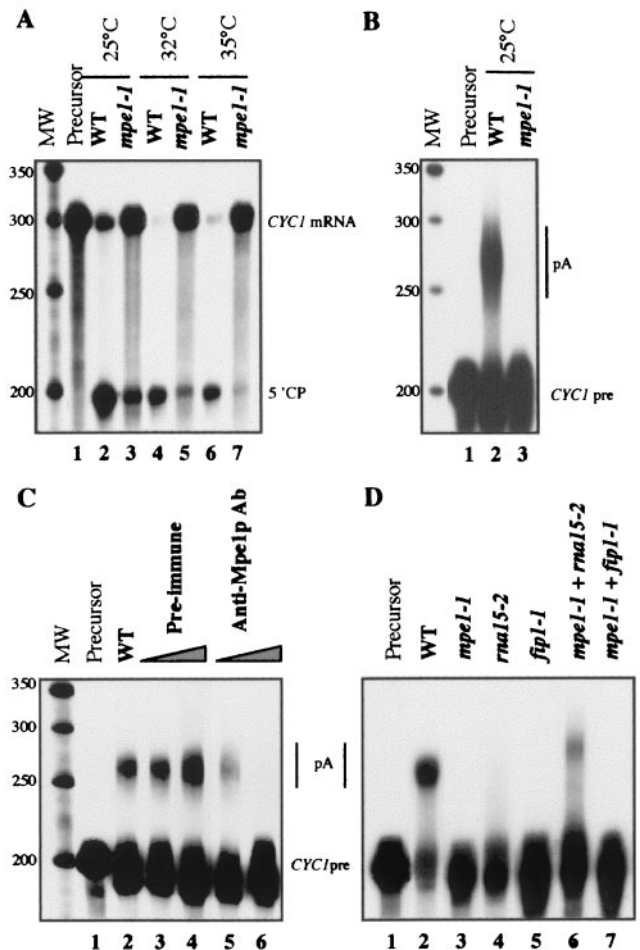 A
25°C 32°C 35°C
MW Precursor WT mpe1-1 WT mpe1-1 WT mpe1-1
350
300
250
200
CYC1 mRNA
5 'CP
1 2 3 4 5 6 7
B
25°C
MW Precursor WT mpe1-1
350
300
250
200
pA
CYC1 pre
1 2 3
C
MW Precursor WT Pre-immune Anti-Mpe1p Ab
350
300
250
200
pA
CYC1pre
1 2 3 4 5 6
D
Precursor WT mpe1-1 rna15-2 fip1-1 mpe1-1 + rna15-2 mpe1-1 + fip1-1
1 2 3 4 5 6 7